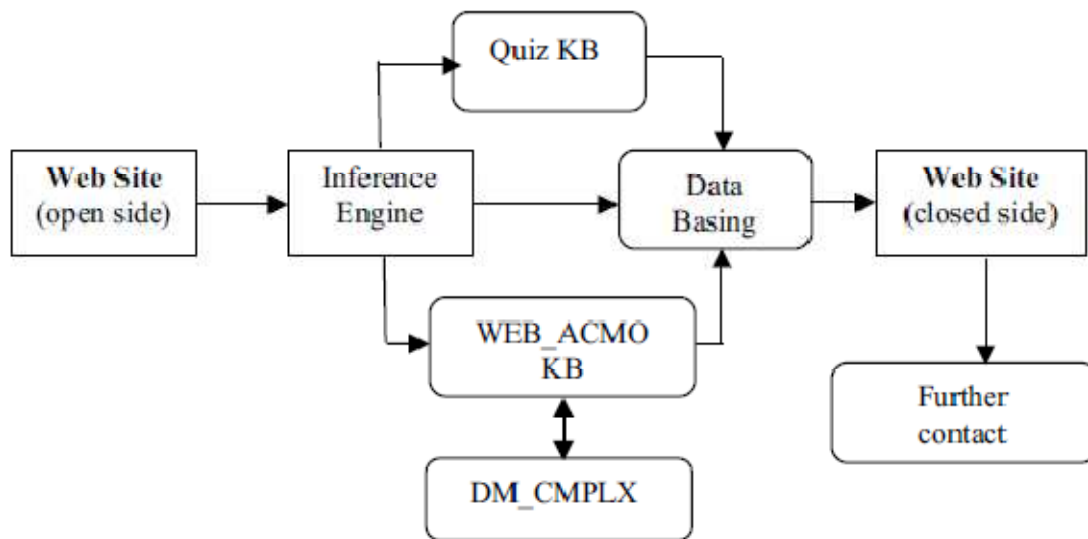 Quiz KB
Web Site
(open side)
Inference
Engine
Data
Basing
Web Site
(closed side)
WEB_ACMO
KB
Further
contact
DM_CMPLX